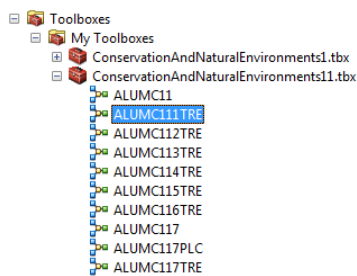 Toolboxes
My Toolboxes
ConservationAndNaturalEnvironments1.tbx
ConservationAndNaturalEnvironments11.tbx
ALUMC11
ALUMC111TRE
ALUMC112TRE
ALUMC113TRE
ALUMC114TRE
ALUMC115TRE
ALUMC116TRE
ALUMC117
ALUMC117PLC
ALUMC117TRE